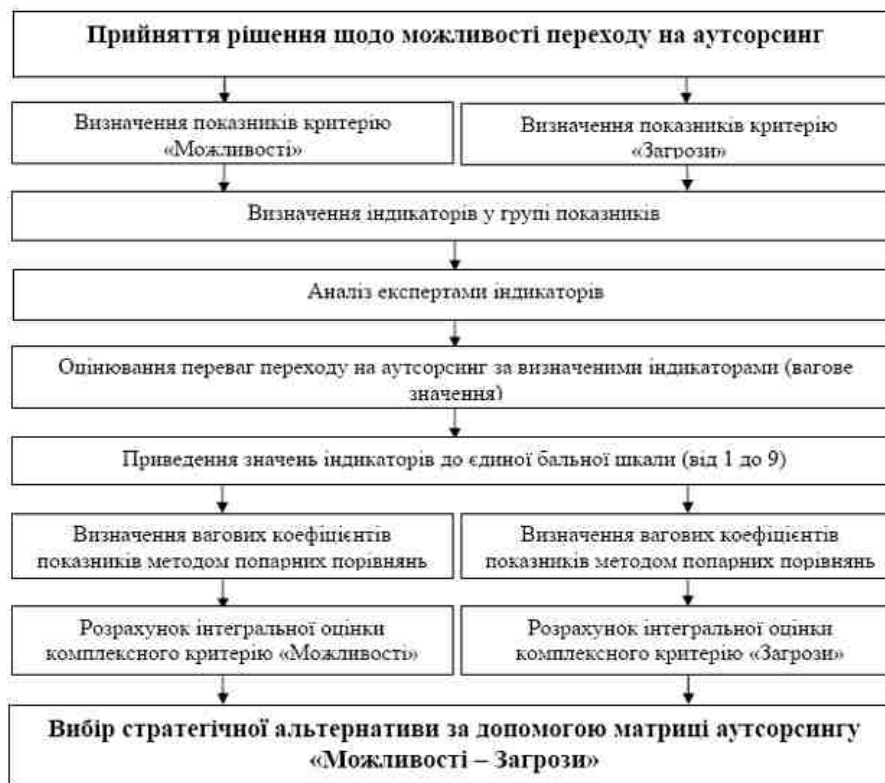 Прийняття рішення щодо можливості переходу на аутсорсинг
Визначення показників критерію
«Можливості»
Визначення показників критерію
«Загрози»
Визначення індикаторів у групі показників
Аналіз експертами індикаторів
Оцінювання переваг переходу на аутсорсинг за визначеними індикаторами (вагове
значення)
Приведення значень індикаторів до єдиної бальної шкали (від 1 до 9)
Визначення вагових коефіцієнтів
показників методом попарних порівнянь
Визначення вагових коефіцієнтів
показників методом попарних порівнянь
Розрахунок інтегральної оцінки
комплексного критерію «Можливості»
Розрахунок інтегральної оцінки
комплексного критерію «Загрози»
Вибір стратегічної альтернативи за допомогою матриці аутсорсингу
«Можливості – Загрози»